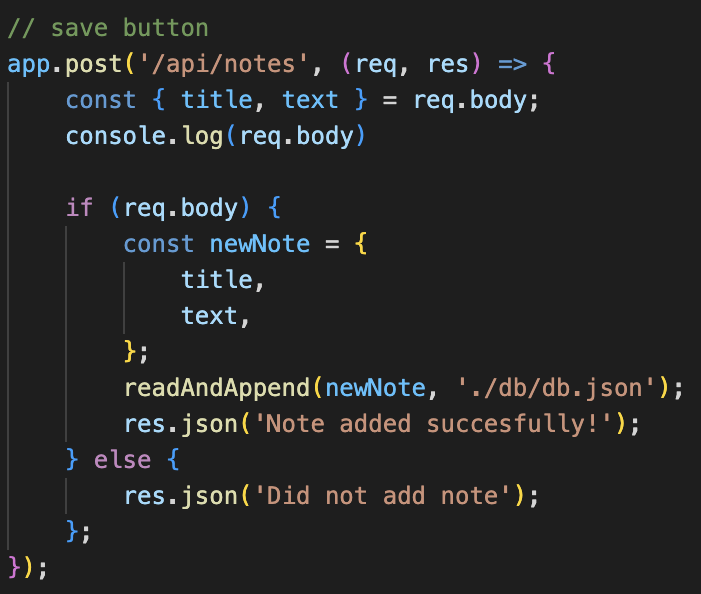 // save button
app.post('/api/notes', (req, res) => {
    const { title, text } = req.body;
    console.log(req.body)

    if (req.body) {
        const newNote = {
            title,
            text,
        };
        readAndAppend(newNote, './db/db.json');
        res.json('Note added succesfully!');
    } else {
        res.json('Did not add note');
    };
});